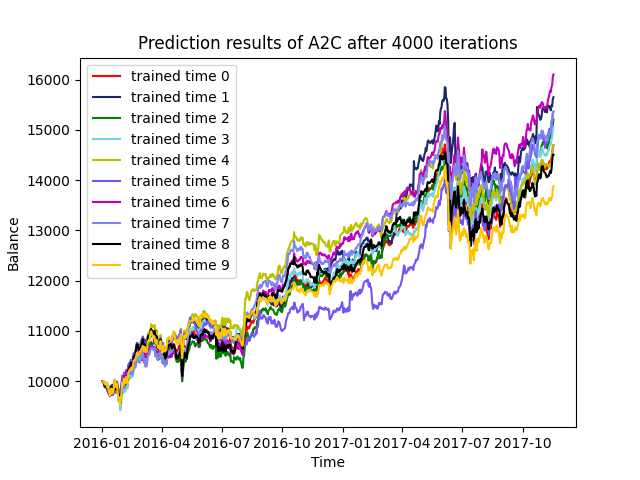 Prediction results of A2C after 4000 iterations
16000
15000
14000
13000
12000
11000
10000
Balance
trained time 0
trained time 1
trained time 2
trained time 3
trained time 4
trained time 5
trained time 6
trained time 7
trained time 8
trained time 9
2016-01 2016-04 2016-07 2016-10 2017-01 2017-04 2017-07 2017-10
Time